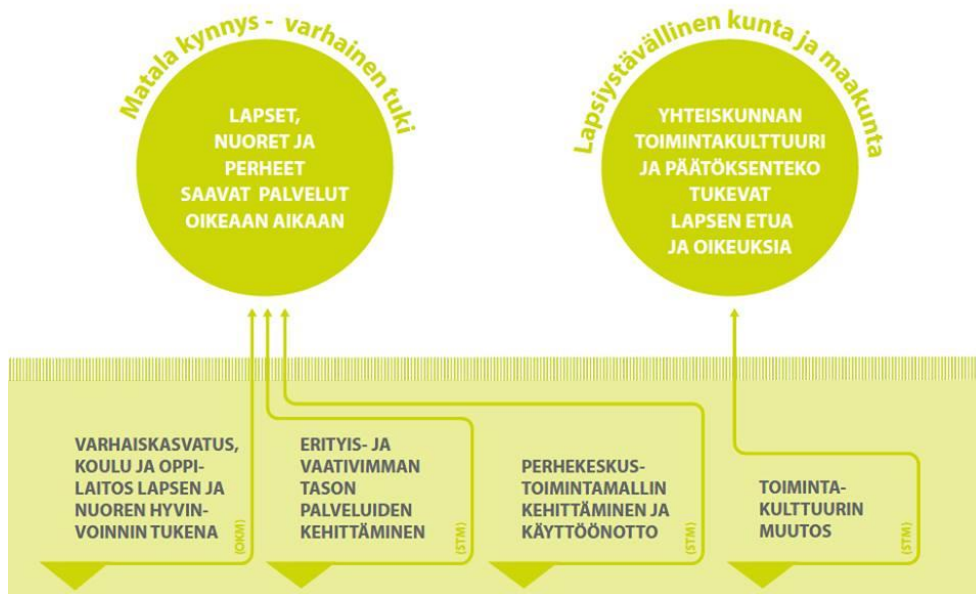 Matala kynnys - varhainen tuki
LAPSET,
NUORET JA
PERHEET
SAAVAT PALVELUT
OIKEAAN AIKAAN
Lapsiystävällinen kunta ja maakunta
YHTEISKUNNAN
TOIMINTAKULTTUURI
JA PÄÄTÖKSENTEKO
TUKEVAT
LAPSEN ETUA
JA OIKEUKSIA
VARHAISKASVATUS,
KOULU JA OPPI-
LAITOS LAPSEN JA
NUOREN HYVIN-
VOINNIN TUKENA
(OKM)
ERITYIS- JA
VAATIVIMMAN
TASON
PALVELUIDEN
KEHITTÄMINEN
(STM)
PERHEKESKUS-
TOIMINTAMALLIN
KEHITTÄMINEN JA
KÄYTTÖÖNOTTO
(STM)
TOIMINTA-
KULTTUURIN
MUUTOS
(STM)